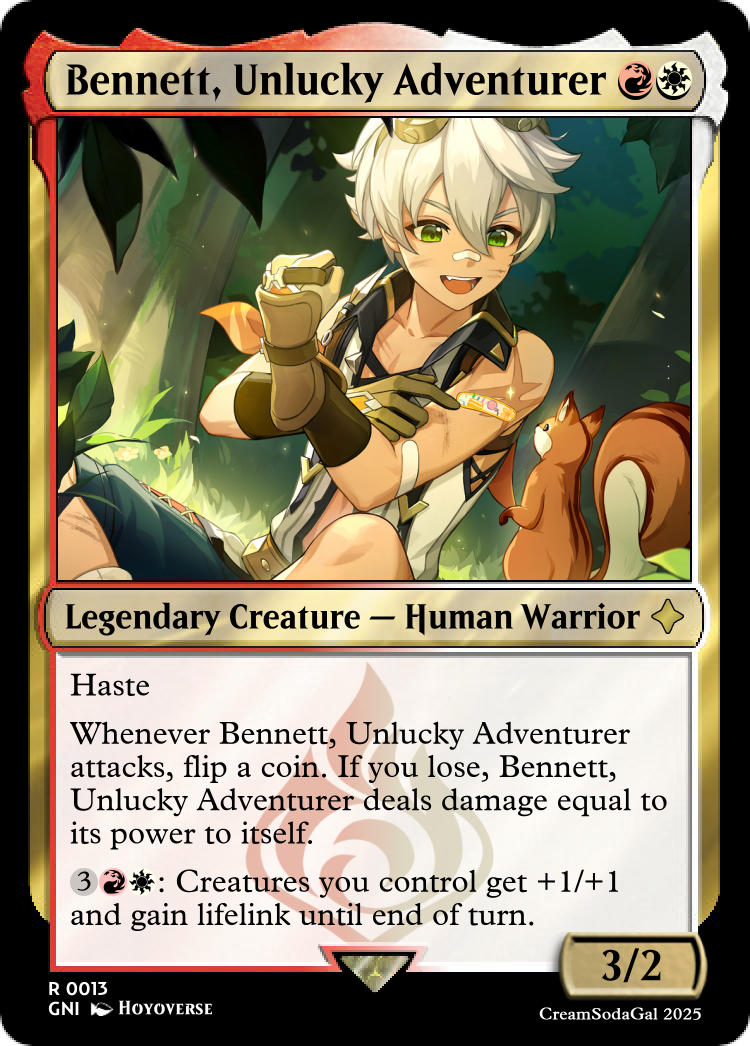 Bennett, Unlucky Adventurer
Legendary Creature — Human Warrior
Haste
Whenever Bennett, Unlucky Adventurer
attacks, flip a coin. If you lose, Bennett,
Unlucky Adventurer deals damage equal to
its power to itself.
3: Creatures you control get +1/+1
and gain lifelink until end of turn.
3/2
R 0013
GNI HOYOVERSE
CreamSodaGal 2025